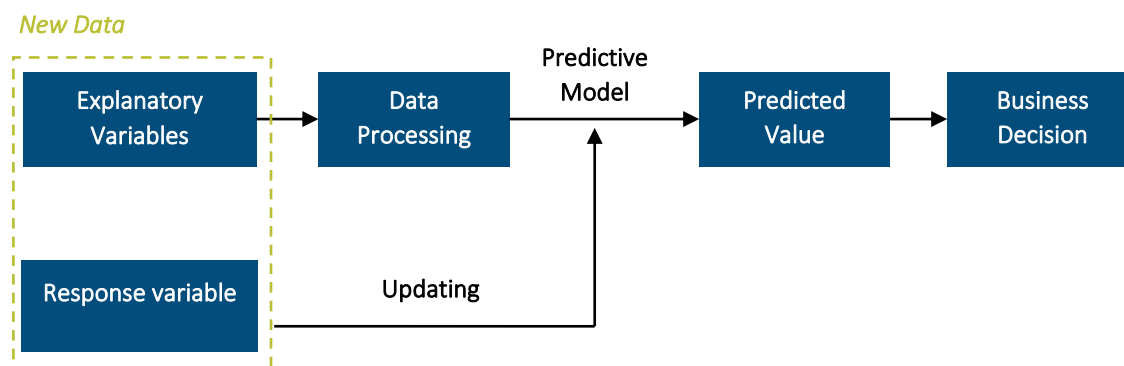 New Data
Explanatory
Variables
Data
Processing
Predictive
Model
Predicted
Value
Business
Decision
Response variable
Updating